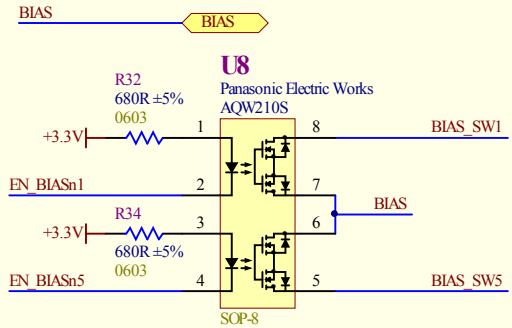 BIAS
BIAS
U8
Panasonic Electric Works
AQW210S
R32
680R ±5%
0603
+3.3V
1
8
BIAS_SW1
EN_BIASn1
2
7
BIAS
R34
3
6
+3.3V
680R ±5%
0603
EN_BIASn5
4
5
BIAS_SW5
SOP-8